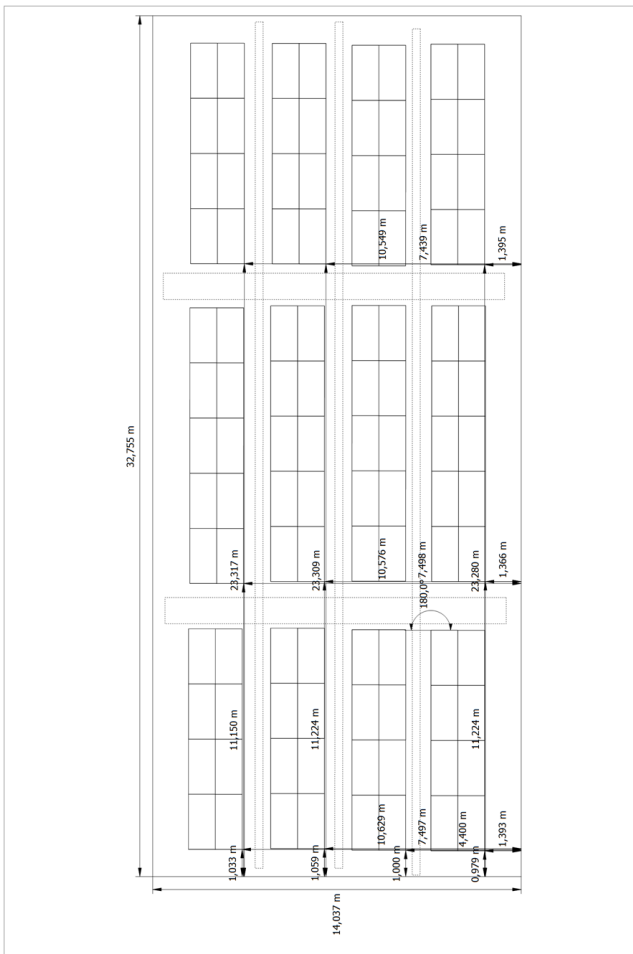 10,549 m
7,439 m
1,395 m
32,755 m
23,317 m
23,309 m
10,576 m
7,498 m
180,0°
23,280 m
1,366 m
11,150 m
11,224 m
11,224 m
10,629 m
7,497 m
4,400 m
1,393 m
1,033 m
1,059 m
1,000 m
0,979 m
14,037 m